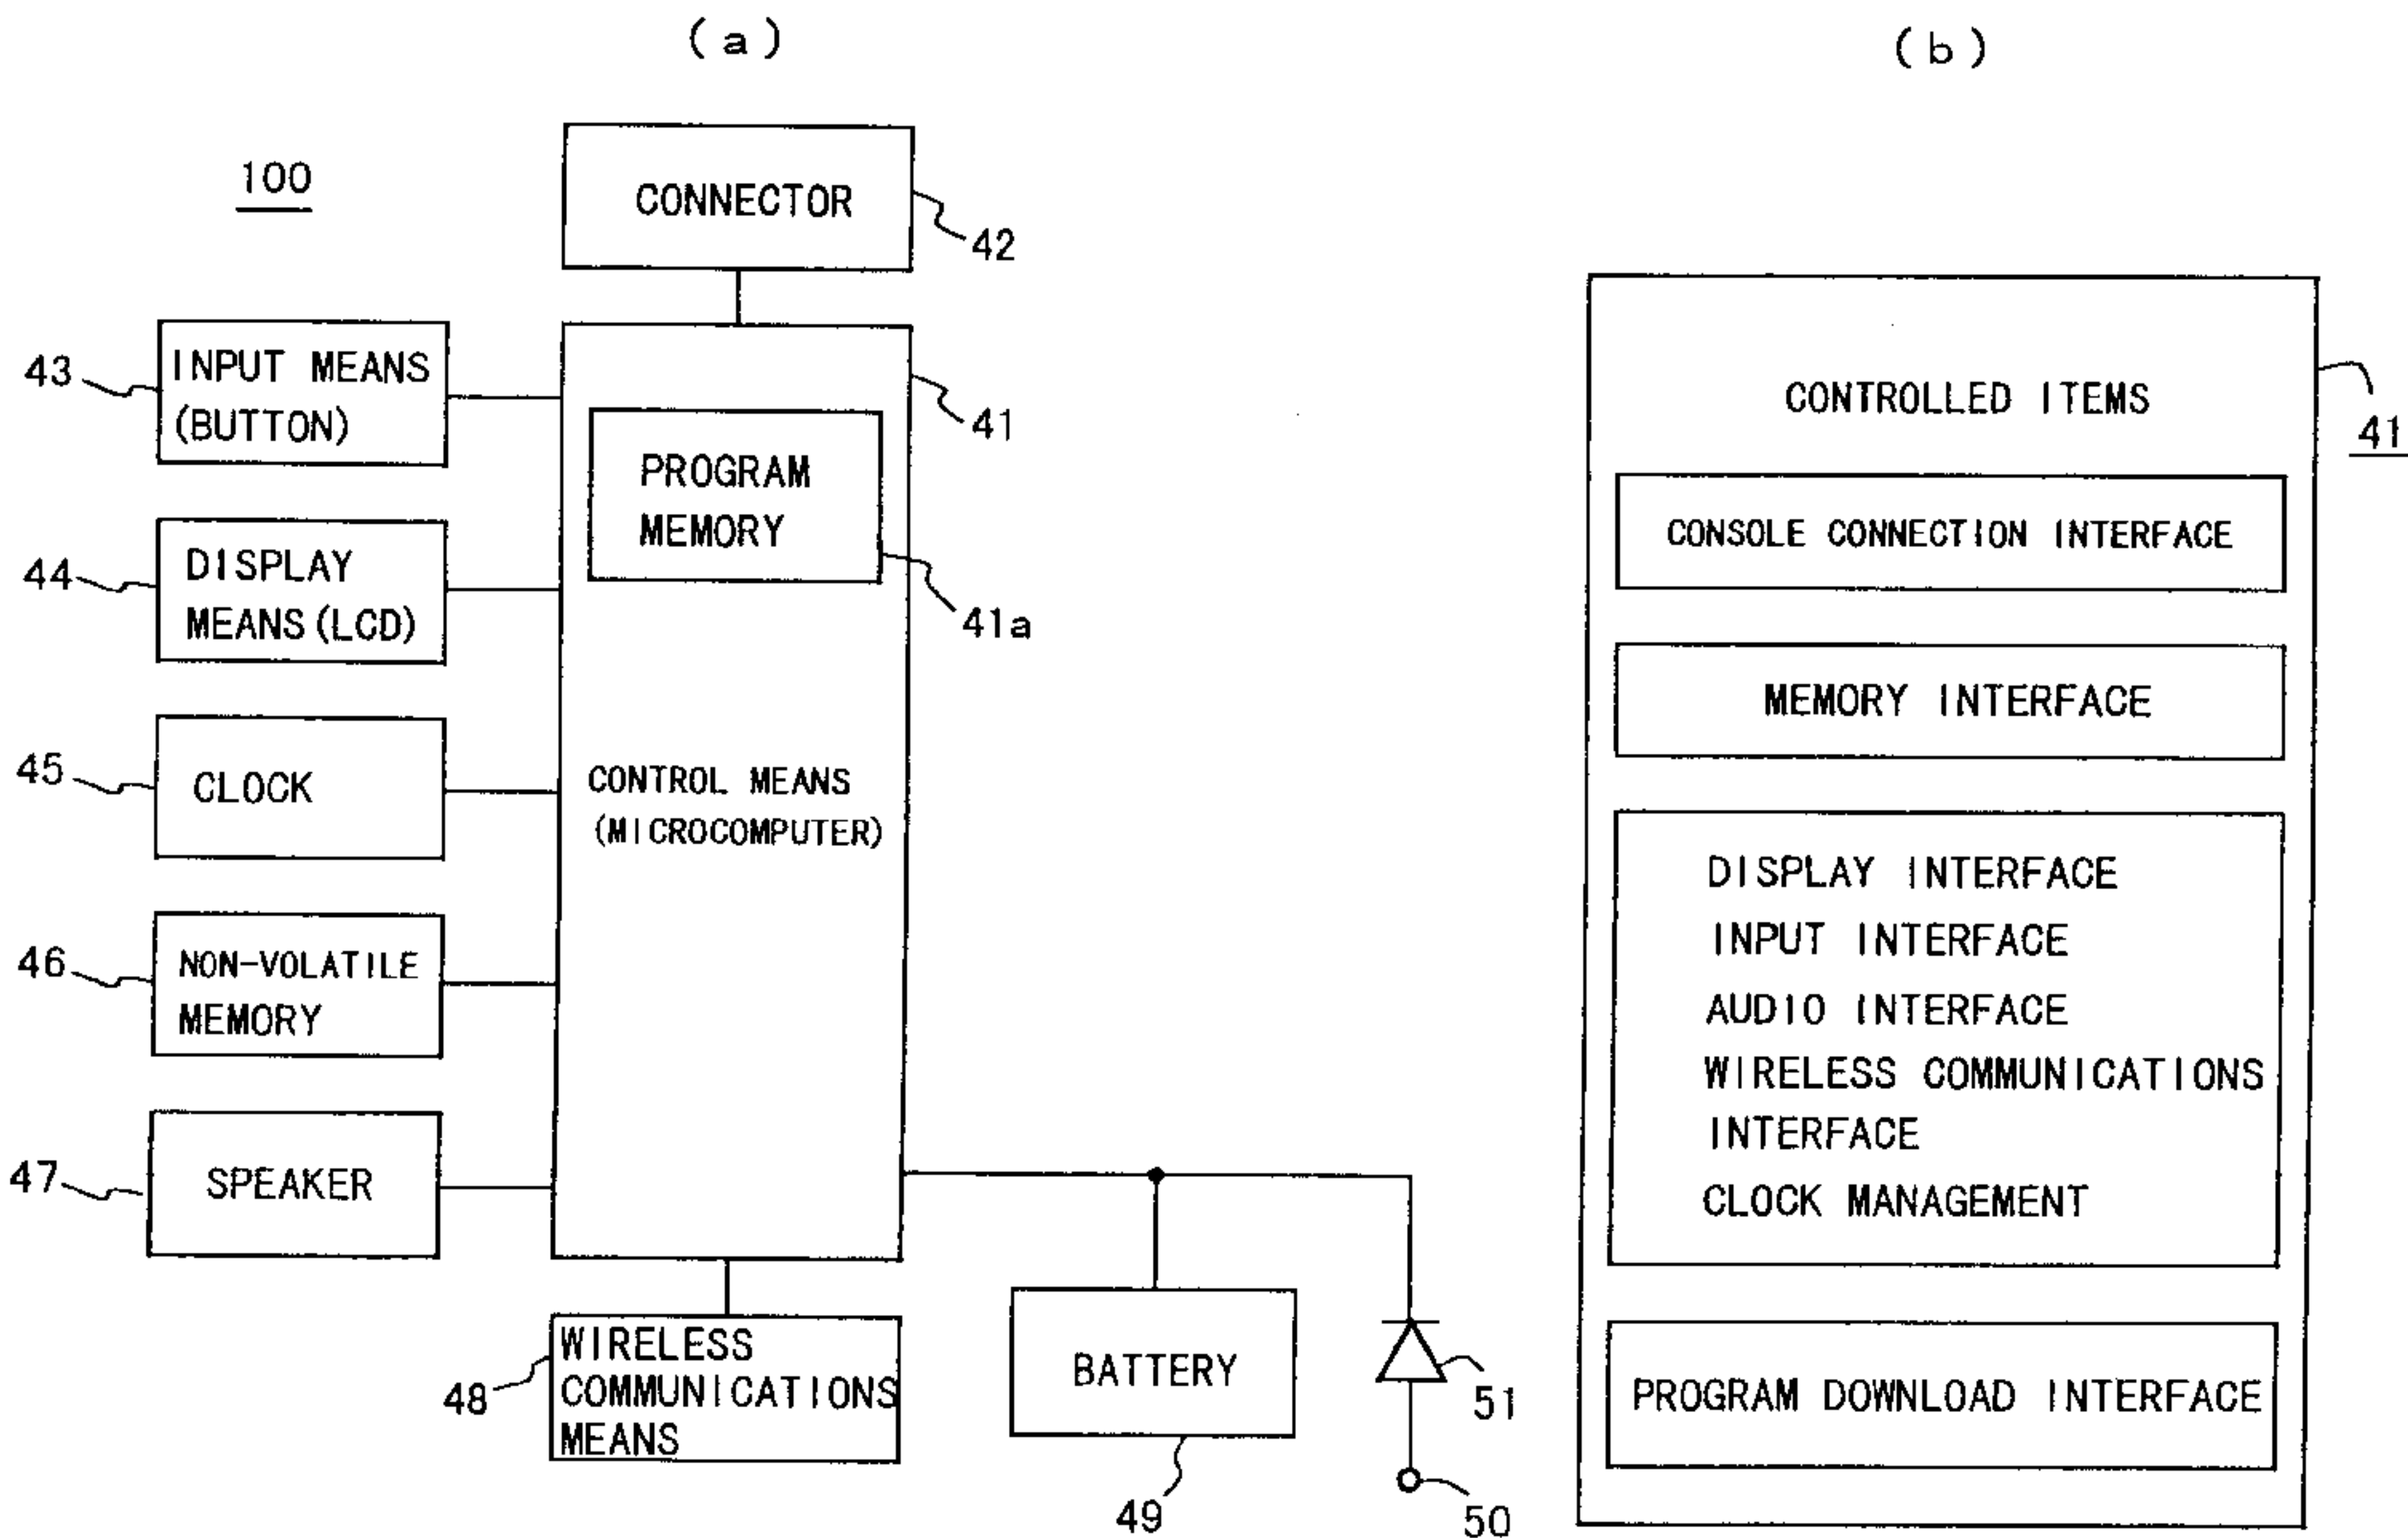 (a)
100
CONNECTOR
42
43
INPUT MEANS
(BUTTON)
41
PROGRAM
MEMORY
41a
44
DISPLAY
MEANS(LCD)
45
CLOCK
CONTROL MEANS
(MICROCOMPUTER)
46
NON-VOLATILE
MEMORY
47
SPEAKER
48
WIRELESS
COMMUNICATIONS
MEANS
BATTERY
49
51
50
(b)
CONTROLLED ITEMS
41
CONSOLE CONNECTION INTERFACE
MEMORY INTERFACE
DISPLAY INTERFACE
INPUT INTERFACE
AUDIO INTERFACE
WIRELESS COMMUNICATIONS
INTERFACE
CLOCK MANAGEMENT
PROGRAM DOWNLOAD INTERFACE